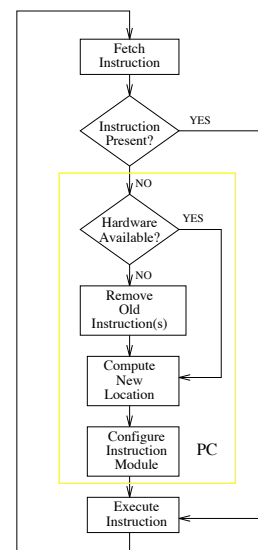 Fetch
Instruction
Instruction
Present?
YES
NO
Hardware
Available?
YES
NO
Remove
Old
Instruction(s)
Compute
New
Location
Configure
Instruction
Module
PC
Execute
Instruction